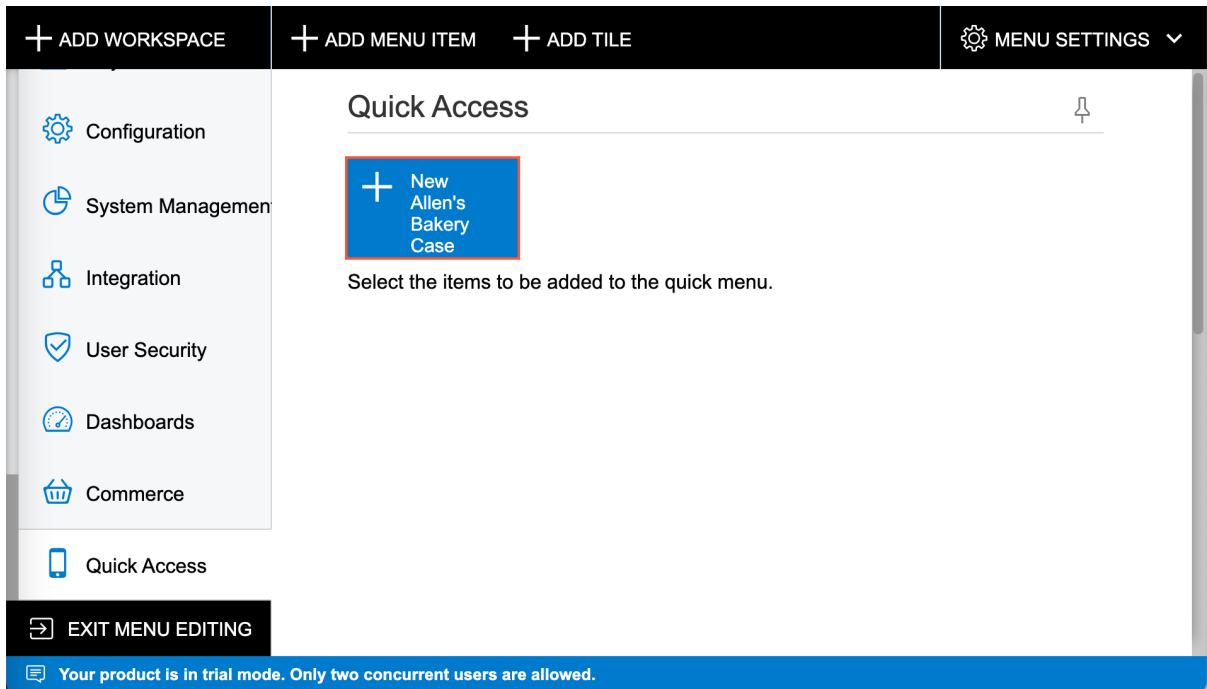 ADD WORKSPACE
ADD MENU ITEM
ADD TILE
MENU SETTINGS
Configuration
System Managemen
Integration
User Security
Dashboards
Commerce
Quick Access
EXIT MENU EDITING
Quick Access
New
Allen's
Bakery
Case
Select the items to be added to the quick menu.
Your product is in trial mode. Only two concurrent users are allowed.